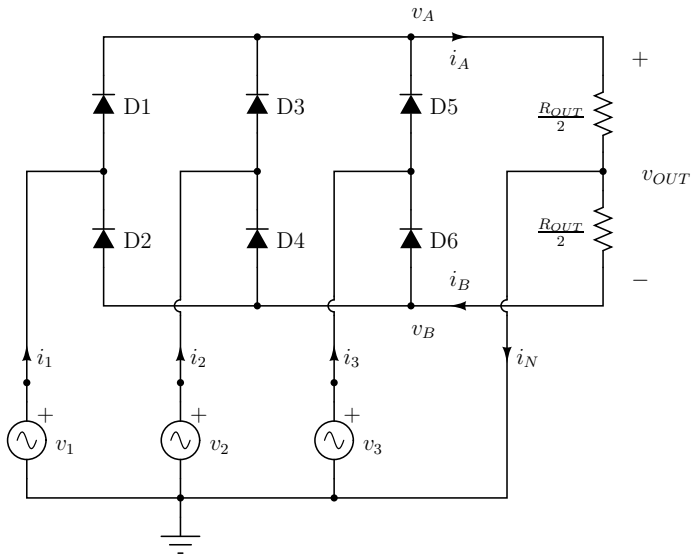 v_A
i_A
+
D1
D3
D5
R_OUT/2
v_OUT
D2
D4
D6
R_OUT/2
i_B
−
v_B
i_1
i_2
i_3
i_N
+
+
+
v_1
v_2
v_3